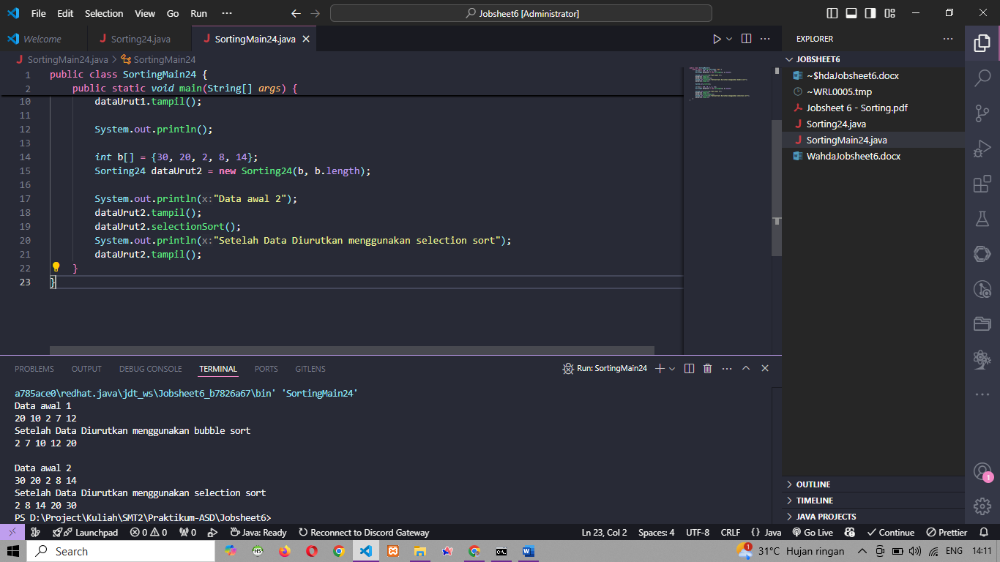 File Edit Selection View Go Run ··· Jobsheet6 [Administrator]
Welcome Sorting24.java SortingMain24.java
SortingMain24.java > SortingMain24
1 public class SortingMain24 {
2 public static void main(String[] args) {
10 dataUrut1.tampil();
11
12 System.out.println();
13
14 int b[] = {30, 20, 2, 8, 14};
15 Sorting24 dataUrut2 = new Sorting24(b, b.length);
16
17 System.out.println(x:"Data awal 2");
18 dataUrut2.tampil();
19 dataUrut2.selectionSort();
20 System.out.println(x:"Setelah Data Diurutkan menggunakan selection sort");
21 dataUrut2.tampil();
22 }
23 }
EXPLORER
JOBSHEET6
~$hdaJobsheet6.docx
~WRL0005.tmp
Jobsheet 6 - Sorting.pdf
Sorting24.java
SortingMain24.java
WahdaJobsheet6.docx
OUTLINE
TIMELINE
JAVA PROJECTS
1
PROBLEMS OUTPUT DEBUG CONSOLE TERMINAL PORTS GITLENS
Run: SortingMain24
a785ace0\redhat.java\jdt_ws\Jobsheet6_b7826a67\bin' 'SortingMain24'
Data awal 1
20 10 2 7 12
Setelah Data Diurutkan menggunakan bubble sort
2 7 10 12 20
Data awal 2
30 20 2 8 14
Setelah Data Diurutkan menggunakan selection sort
2 8 14 20 30
PS D:\Project\Kuliah\SMT2\Praktikum-ASD\Jobsheet6>
Launchpad 0 0 0 Java: Ready Reconnect to Discord Gateway Ln 23, Col 2 Spaces: 4 UTF-8 CRLF {} Java Go Live Continue Prettier
Search 1 31°C Hujan ringan ENG 14:11